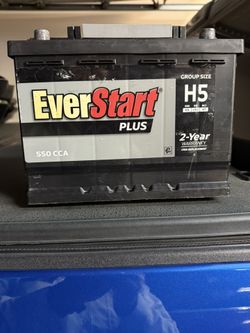 GROUP SIZE
H5
EverStart
PLUS
2-Year
WARRANTY
550 CCA